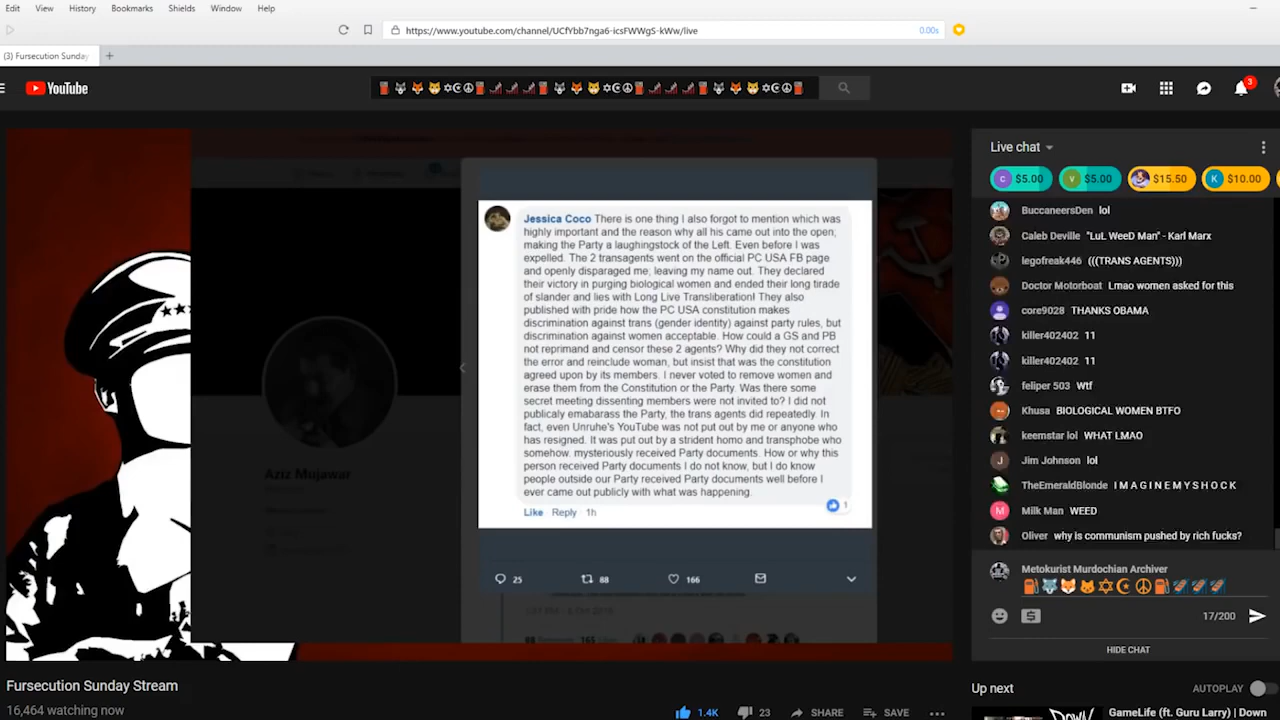 Edit View History Bookmarks Shields Window Help
https://www.youtube.com/channel/UCfYbb7nga6-icsFWWgS-kWw/live 0.00s
(3) Fursecution Sunday
YouTube
3
Live chat
$5.00 $5.00 $15.50 $10.00
BuccaneersDen lol
Caleb Deville "LuL WeeD Man" - Karl Marx
legofreak446 (((TRANS AGENTS)))
Doctor Motorboat Lmao women asked for this
core9028 THANKS OBAMA
killer402402 11
killer402402 11
feliper 503 Wtf
Khusa BIOLOGICAL WOMEN BTFO
keemstar lol WHAT LMAO
Jim Johnson lol
TheEmeraldBlonde I M A G I N E M Y S H O C K
Milk Man WEED
Oliver why is communism pushed by rich fucks?
Metokurist Murdochian Archiver
17/200
HIDE CHAT
Jessica Coco There is one thing I also forgot to mention which was
highly important and the reason why all his came out into the open;
making the Party a laughingstock of the Left. Even before I was
expelled. The 2 transagents went on the official PC USA FB page
and openly disparaged me; leaving my name out. They declared
their victory in purging biological women and ended their long tirade
of slander and lies with Long Live Transliberation! They also
published with pride how the PC USA constitution makes
discrimination against trans (gender identity) against party rules, but
discrimination against women acceptable. How could a GS and PB
not reprimand and censor these 2 agents? Why did they not correct
the error and reinclude woman, but insist that was the constitution
agreed upon by its members. I never voted to remove women and
erase them from the Constitution or the Party. Was there some
secret meeting dissenting members were not invited to? I did not
publicaly emabarass the Party, the trans agents did repeatedly. In
fact, even Unruhe's YouTube was not put out by me or anyone who
has resigned. It was put out by a strident homo and transphobe who
somehow. mysteriously received Party documents. How or why this
person received Party documents I do not know, but I do know
people outside our Party received Party documents well before I
ever came out publicly with what was happening.
1
Like Reply 1h
Aziz Mujawar
25 88 166
Fursecution Sunday Stream
16,464 watching now
1.4K 23 SHARE SAVE
Up next AUTOPLAY
GameLife (ft. Guru Larry) | Down